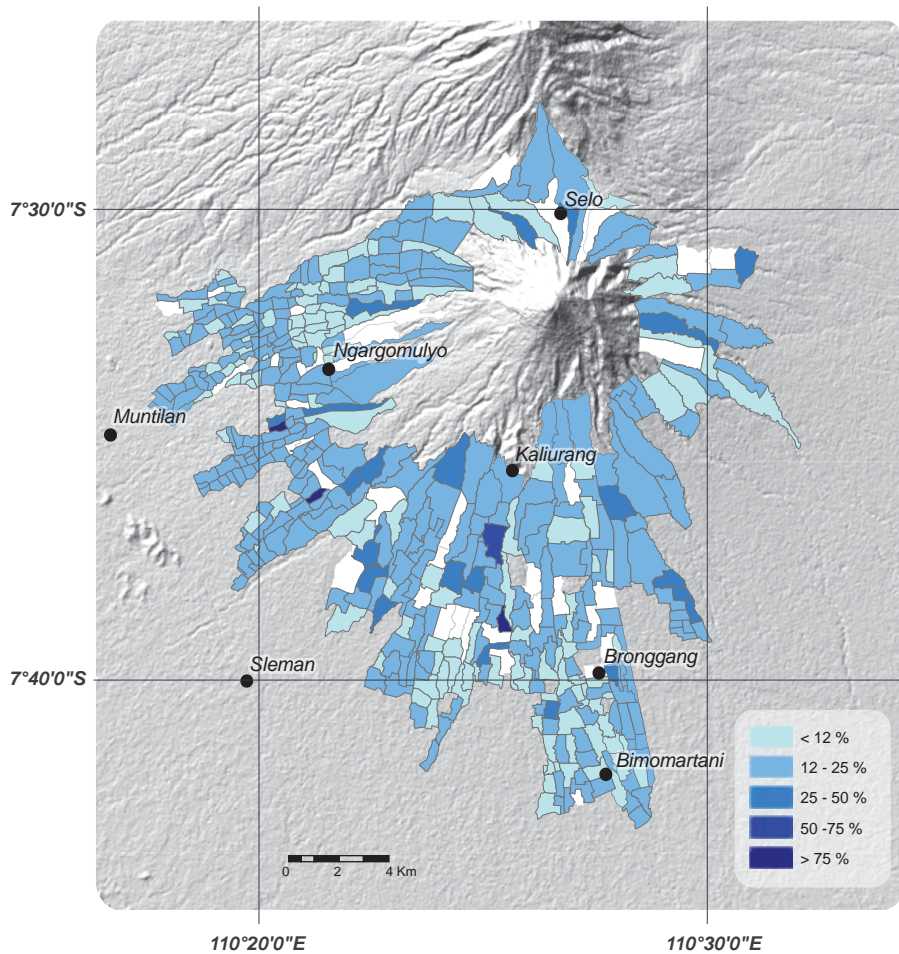 7°30'0"S
Selo
Ngargomulyo
Muntilan
Kaliurang
Sleman
Bronggang
7°40'0"S
Bimomartani
< 12 %
12 - 25 %
25 - 50 %
50 -75 %
> 75 %
0 2 4 Km
110°20'0"E
110°30'0"E